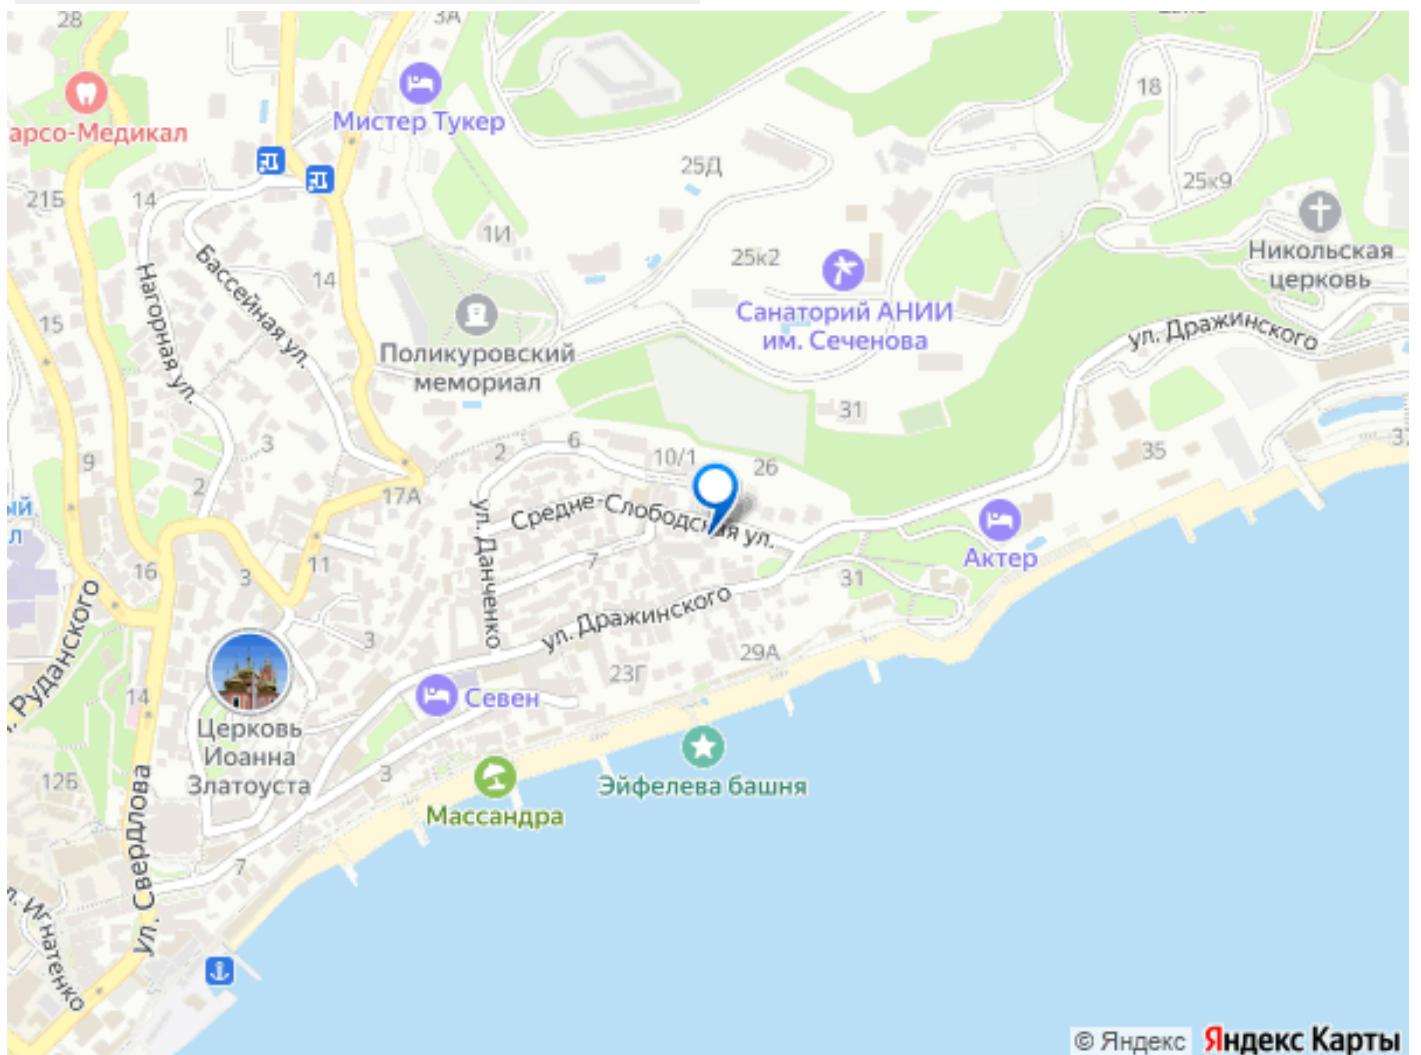 28
3А
18
арсо-Медикал
Мистер Тукер
25Д
21Б
14
25к9
1И
Никольская
церковь
Бассейная ул.
Нагорная ул.
14
25к2
15
Санаторий АНИИ
им. Сеченова
ул. Дражинского
Поликуровский
мемориал
31
9
3
2
6
10/1
26
35
2
17А
ый
л
Средне-Слободская ул.
ул. Данченко
Актер
16
3
11
7
31
ул. Дражинского
Руданского
3
29А
23Г
14
Севен
Церковь
Иоанна
Златоуста
12Б
3
Эйфелева башня
Массандра
ул. Свердлова
7
Игнатенко
© Яндекс Яндекс Карты